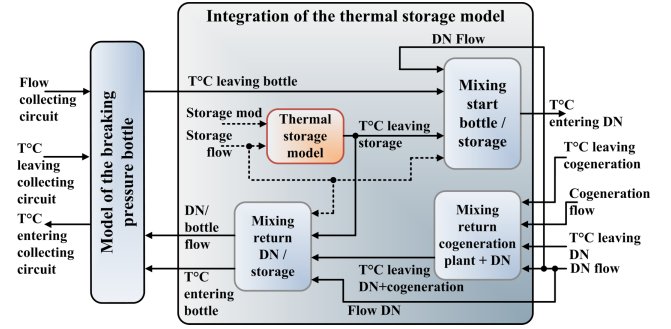 Integration of the thermal storage model
DN Flow
Flow
collecting
circuit
T°C
leaving
collecting
circuit
T°C
entering
collecting
circuit
Model of the breaking
pressure bottle
T°C leaving bottle
Storage mod
Storage
flow
Thermal
storage
model
T°C leaving
storage
Mixing
start
bottle /
storage
T°C
entering DN
T°C leaving
cogeneration
Cogeneration
flow
T°C leaving
DN
DN flow
DN/
bottle
flow
T°C
entering
bottle
Mixing
return
DN /
storage
T°C leaving
DN+cogeneration
Flow DN
Mixing
return
cogeneration
plant + DN